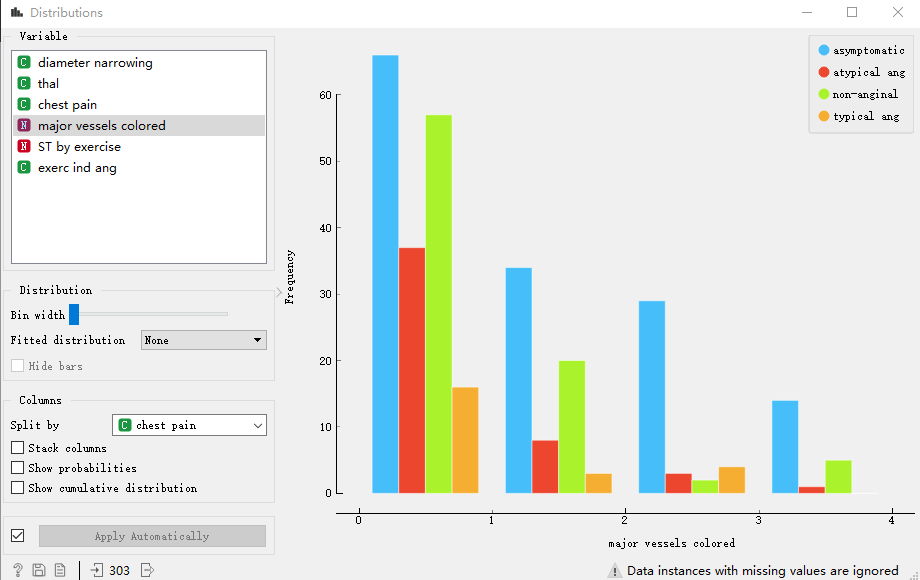 Distributions
Variable
C diameter narrowing
C thal
C chest pain
N major vessels colored
N ST by exercise
C exerc ind ang
Distribution
Bin width
Fitted distribution None
Hide bars
Columns
Split by C chest pain
Stack columns
Show probabilities
Show cumulative distribution
Apply Automatically
? 303
asymptomatic
atypical ang
non-anginal
typical ang
60
50
40
30
20
10
0
Frequency
0 1 2 3 4
major vessels colored
Data instances with missing values are ignored